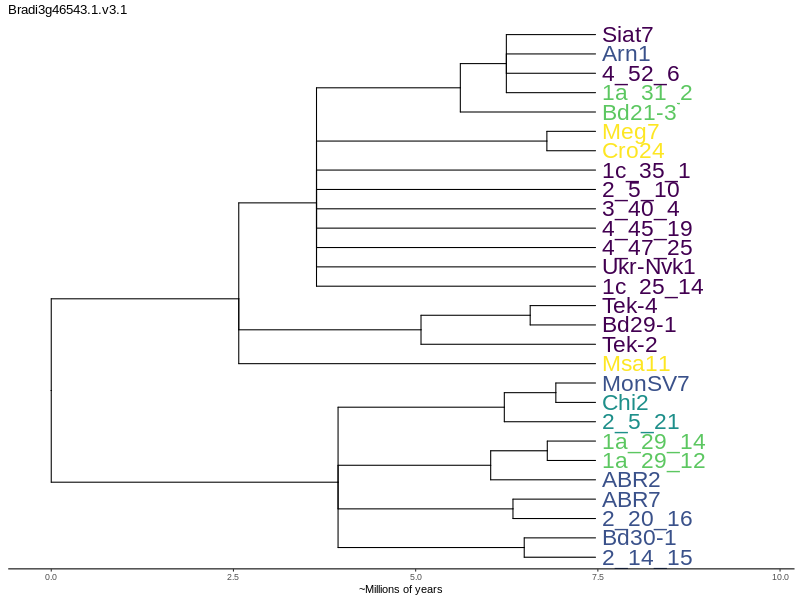 Bradi3g46543.1.v3.1
Siat7
Arn1
4_52_6
1a_31_2
Bd21-3
Meg7
Cro24
1c_35_1
2_5_10
3_40_4
4_45_19
4_47_25
Ukr-Nvk1
1c_25_14
Tek-4
Bd29-1
Tek-2
Msa11
MonSV7
Chi2
2_5_21
1a_29_14
1a_29_12
ABR2
ABR7
2_20_16
Bd30-1
2_14_15
0.0 2.5 5.0 7.5 10.0
~Millions of years